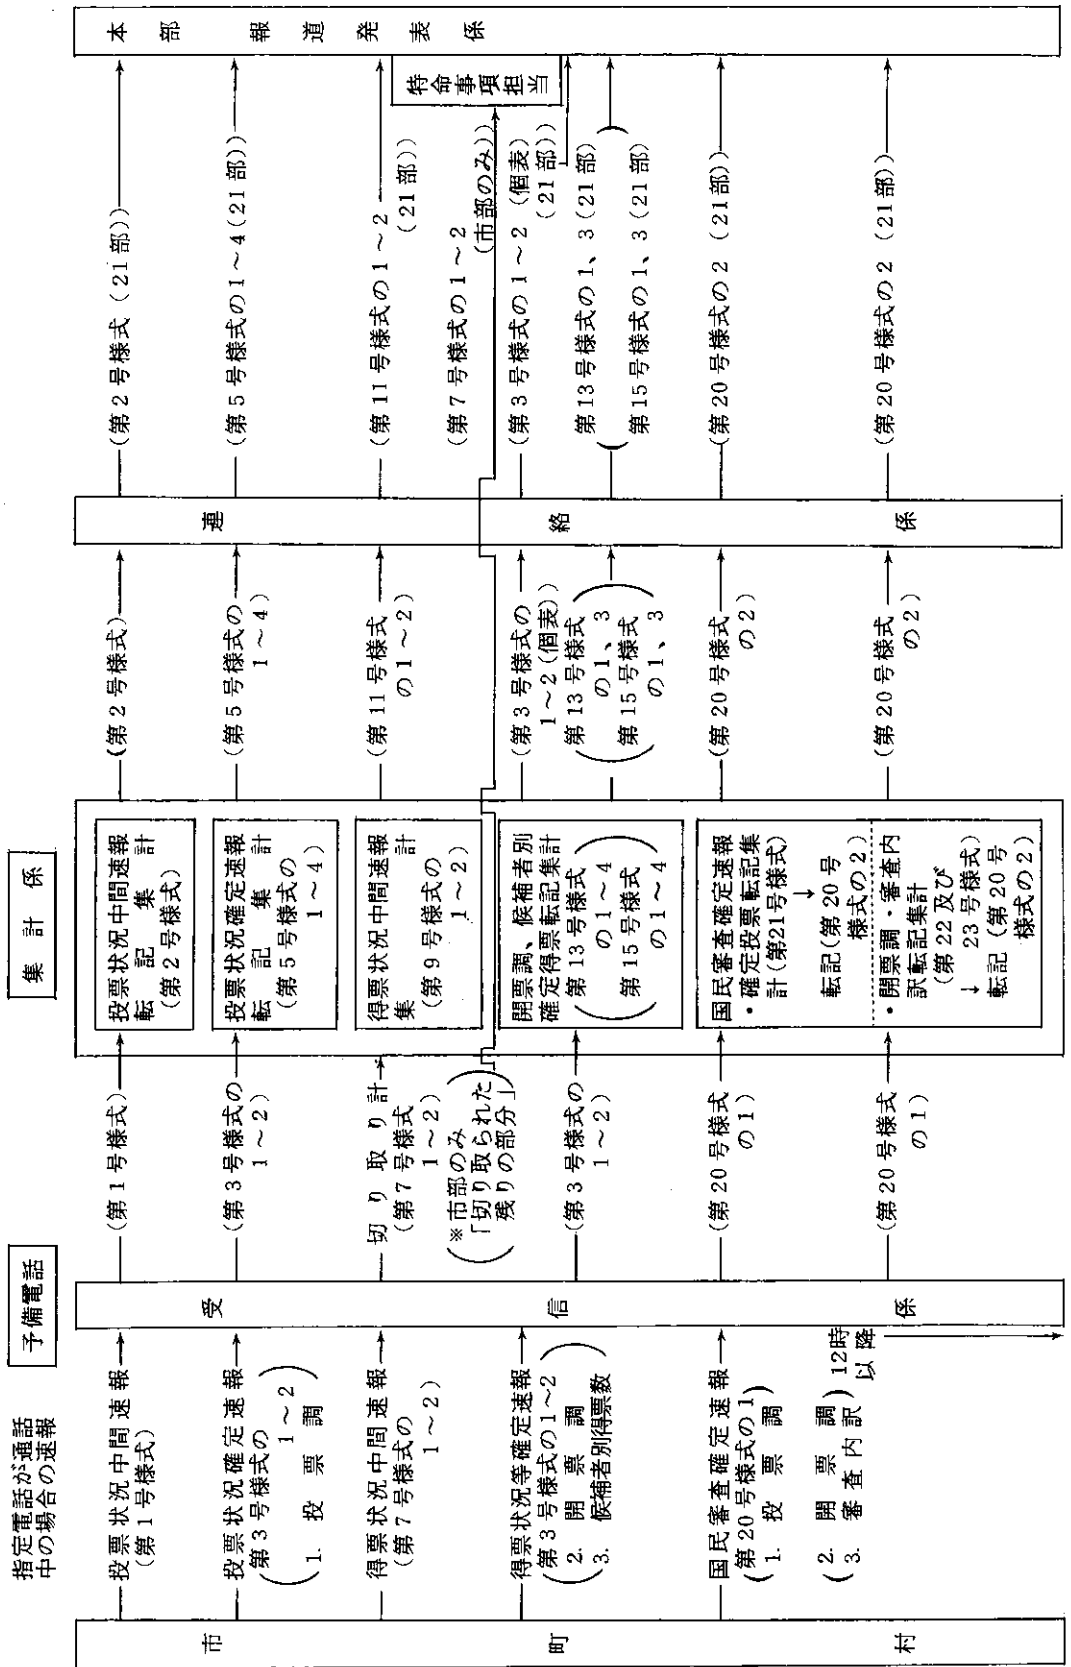 指定電話が通話
中の場合の速報
予備電話
集計係
市町村
投票状況中間速報
(第1号様式)
投票状況確定速報
(第3号様式の
1~2
1. 投票調)
得票状況中間速報
(第7号様式の
1~2)
得票状況等確定速報
(第3号様式の1~2
2. 開票調
3. 候補者別得票数)
国民審査確定速報
(第20号様式の1
1. 投票調)
(2. 開票調
3. 審査内訳)
12時
以降
受信係
(第1号様式)
(第3号様式の
1~2)
切り取り計
(第7号様式
1~2)
(※市部のみ
「切り取られた
残りの部分」)
(第3号様式の
1~2)
(第20号様式
の1)
(第20号様式
の1)
投票状況中間速報
転記集計
(第2号様式)
投票状況確定速報
転記集計
(第5号様式の
1~4)
得票状況中間速報
集計
(第9号様式の
1~2)
開票調、候補者別
確定得票転記集計
(第13号様式
の1~4
第15号様式
の1~4)
国民審査確定速報
・確定投票転記集
計(第21号様式)
↓
転記(第20号
様式の2)
・開票調・審査内
訳転記集計
(第22及び
↓ 23号様式)
転記(第20号
様式の2)
(第2号様式)
(第5号様式の
1~4)
(第11号様式
の1~2)
(第3号様式の
1~2(個表))
(第13号様式
の1、3
第15号様式
の1、3)
(第20号様式
の2)
(第20号様式
の2)
連絡係
(第2号様式(21部))
(第5号様式の1~4(21部))
(第11号様式の1~2
(21部))
(第7号様式の1~2
(市部のみ))
(第3号様式の1~2(個表)
(21部))
(第13号様式の1、3(21部)
第15号様式の1、3(21部))
(第20号様式の2(21部))
(第20号様式の2(21部))
特命事項担当
本部報道発表係